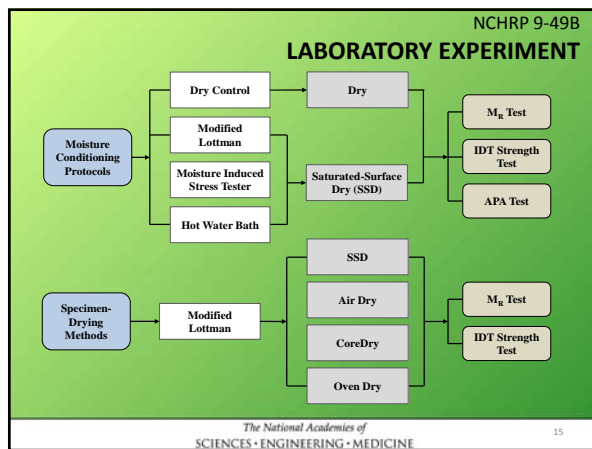 NCHRP 9-49B
LABORATORY EXPERIMENT
Moisture
Conditioning
Protocols
Dry Control
Modified
Lottman
Moisture Induced
Stress Tester
Hot Water Bath
Dry
Saturated-Surface
Dry (SSD)
MR Test
IDT Strength
Test
APA Test
Specimen-
Drying
Methods
Modified
Lottman
SSD
Air Dry
CoreDry
Oven Dry
MR Test
IDT Strength
Test
The National Academies of
SCIENCES • ENGINEERING • MEDICINE
15